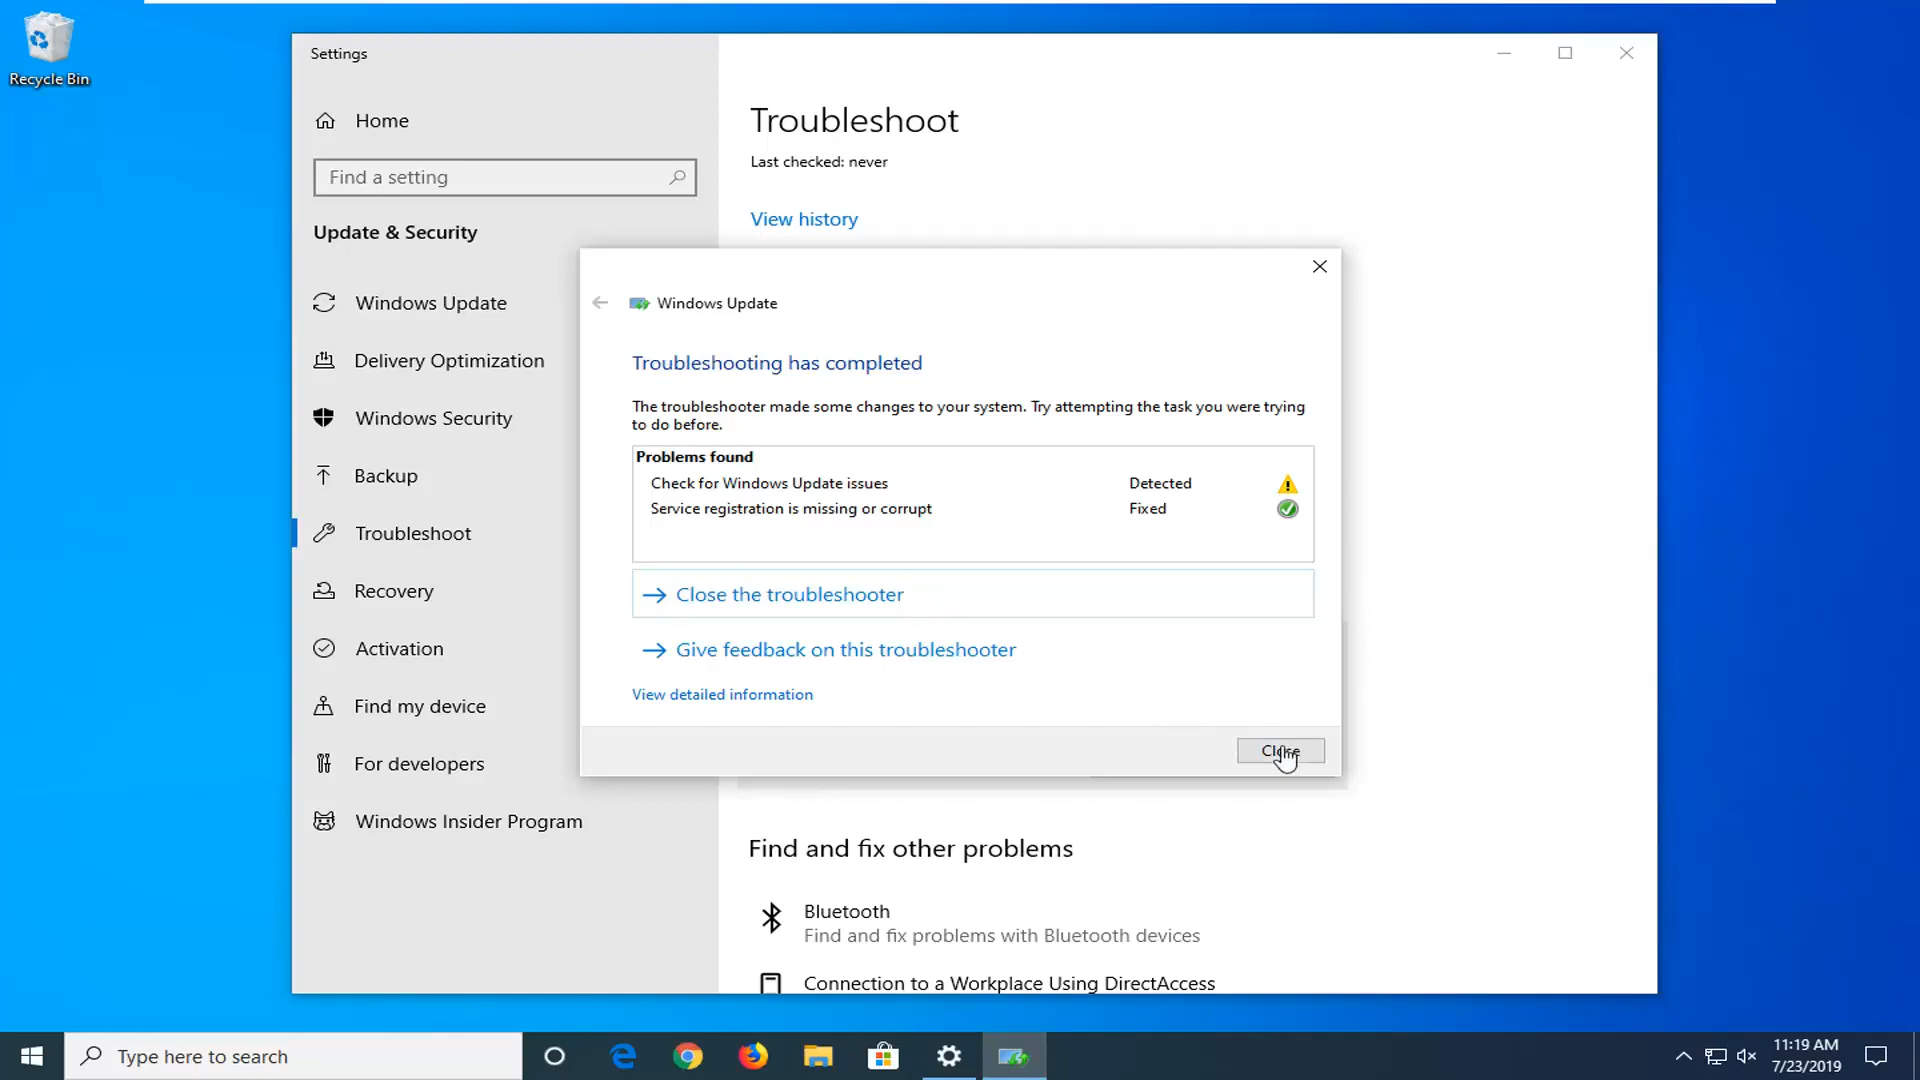 Recycle Bin
Settings
Home
Find a setting
Update & Security
Windows Update
Delivery Optimization
Windows Security
Backup
Troubleshoot
Recovery
Activation
Find my device
For developers
Windows Insider Program
Troubleshoot
Last checked: never
View history
Windows Update
Troubleshooting has completed
The troubleshooter made some changes to your system. Try attempting the task you were trying
to do before.
Problems found
Check for Windows Update issues Detected
Service registration is missing or corrupt Fixed
Close the troubleshooter
Give feedback on this troubleshooter
View detailed information
Close
Find and fix other problems
Bluetooth
Find and fix problems with Bluetooth devices
Connection to a Workplace Using DirectAccess
Type here to search
11:19 AM
7/23/2019